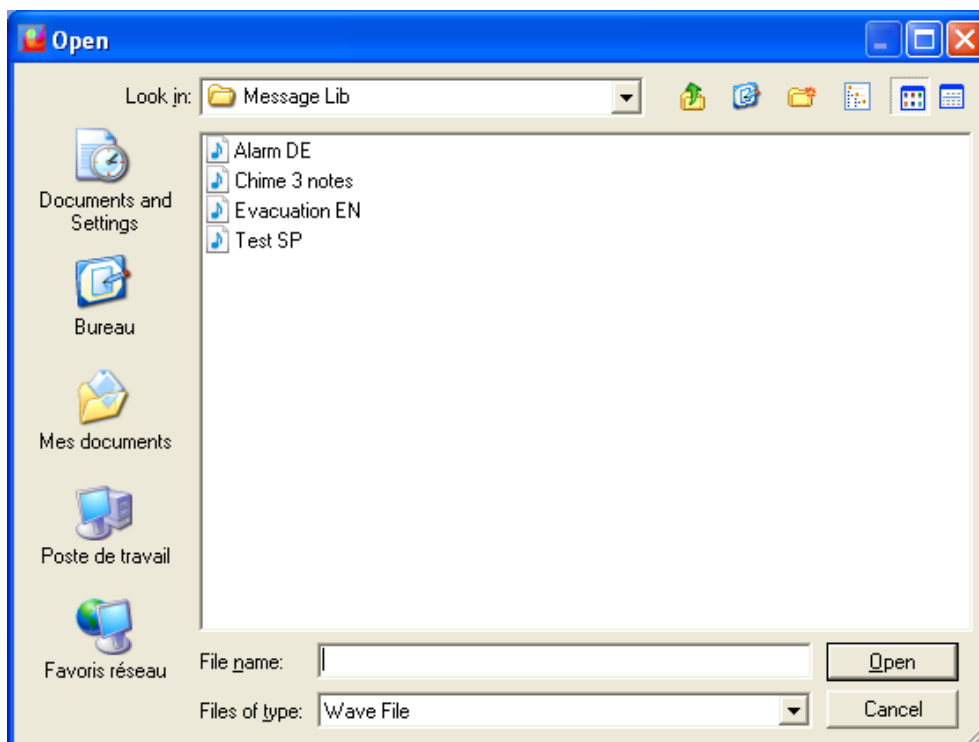 Open
Look in: Message Lib
Alarm DE
Chime 3 notes
Evacuation EN
Test SP
Documents and
Settings
Bureau
Mes documents
Poste de travail
Favoris réseau
File name: Open
Files of type: Wave File Cancel